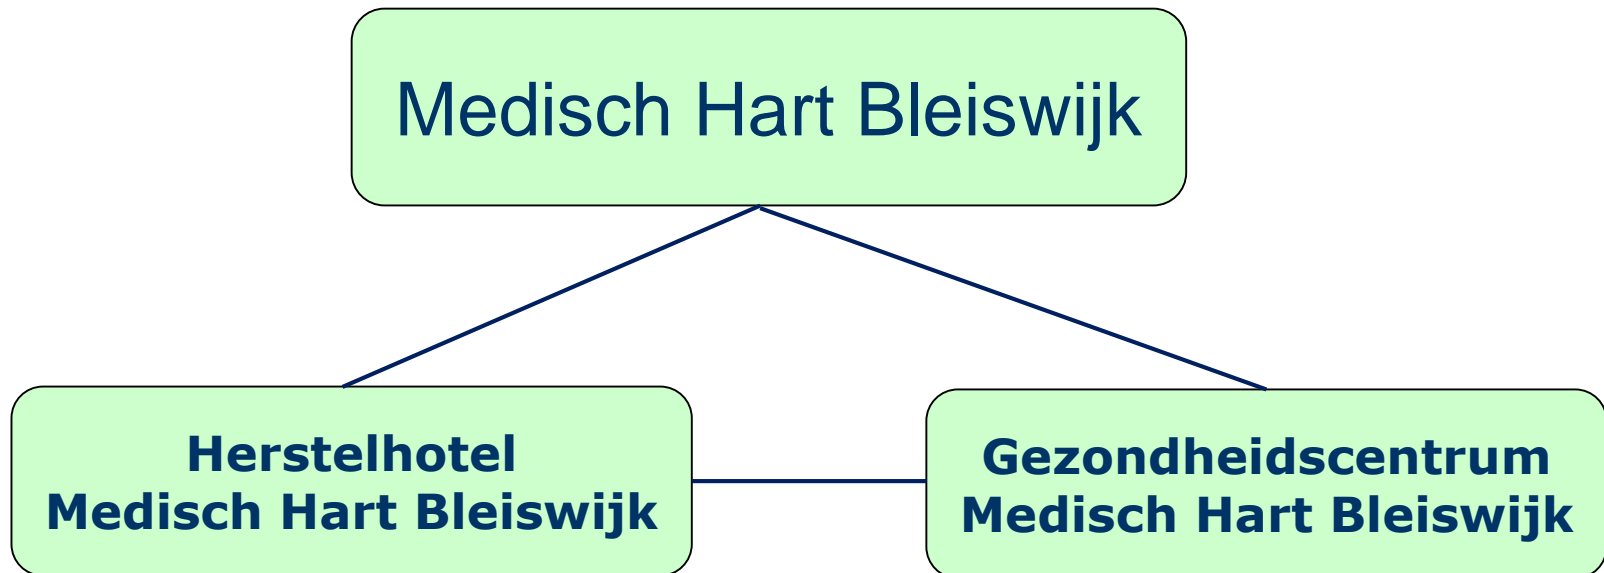 Medisch Hart Bleiswijk
Herstelhotel
Medisch Hart Bleiswijk
Gezondheidscentrum
Medisch Hart Bleiswijk